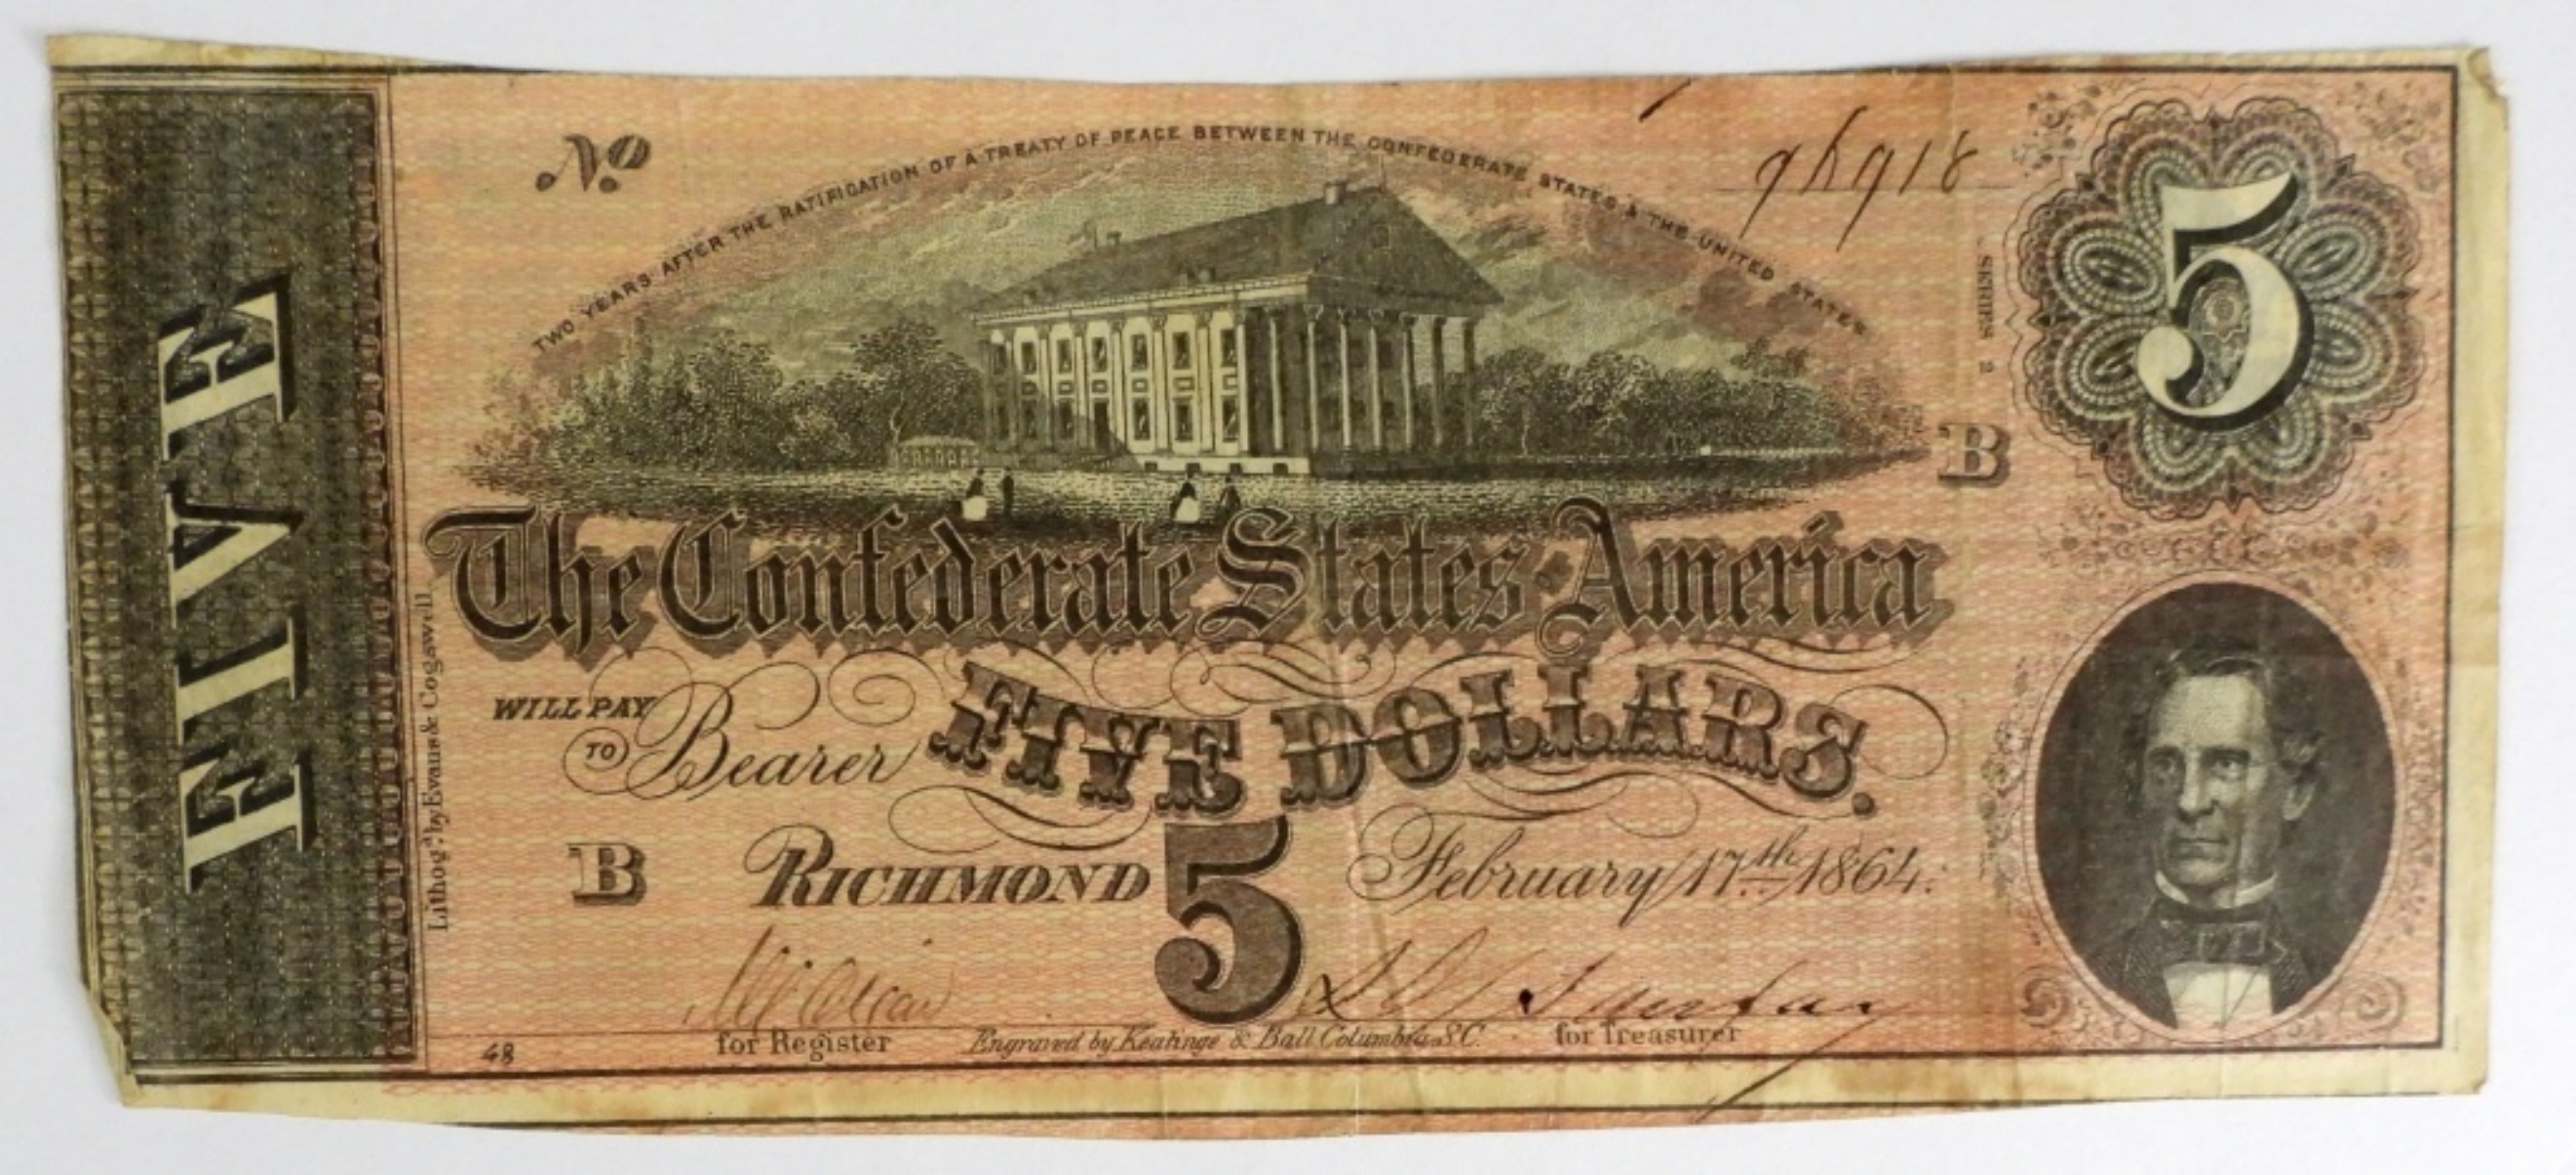 No
TWO YEARS AFTER THE RATIFICATION OF A TREATY OF PEACE BETWEEN THE CONFEDERATE STATES & THE UNITED STATES
SERIES 2
5
FIVE
B
The Confederate States America
WILL PAY
TO Bearer FIVE DOLLARS.
B RICHMOND 5 February 17th 1864.
Lithog'd by Evans & Cogswell
for Register Engraved by Keatinge & Ball Columbia, S.C. for Treasurer
48